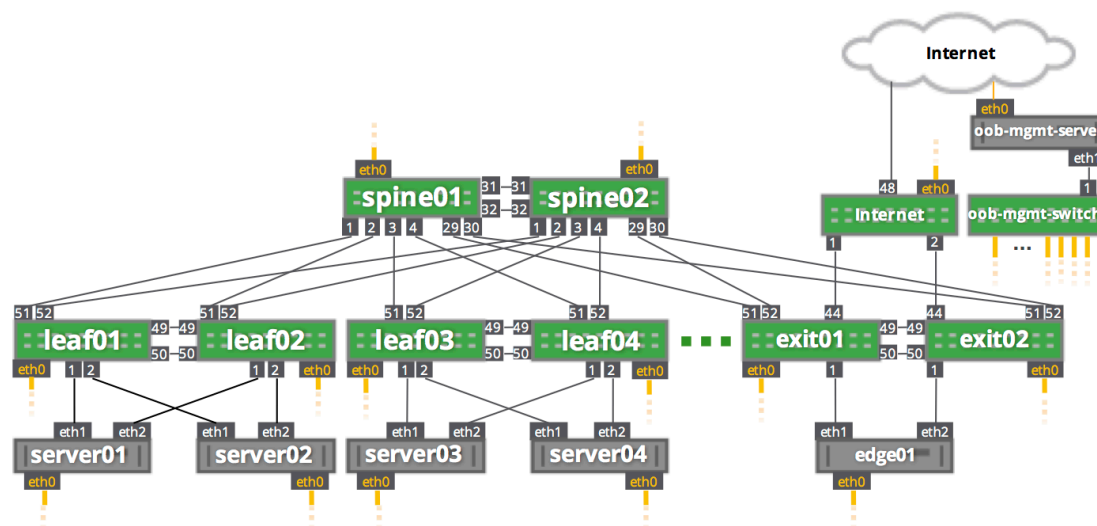 Internet
eth0
oob-mgmt-serve
eth1
eth0 eth0 48 eth0 1
spine01 31 31 spine02 Internet oob-mgmt-switch
32 32
1 2 3 4 29 30 1 2 3 4 29 30 1 2 ...
51 52 51 52 51 52 51 52 51 52 44 44 51 52
leaf01 49 49 leaf02 leaf03 49 49 leaf04 exit01 49 49 exit02
50 50 50 50 50 50
eth0 1 2 1 2 eth0 eth0 1 2 1 2 eth0 eth0 1 1 eth0
eth1 eth2 eth1 eth2 eth1 eth2 eth1 eth2 eth1 eth2
server01 server02 server03 server04 edge01
eth0 eth0 eth0 eth0 eth0